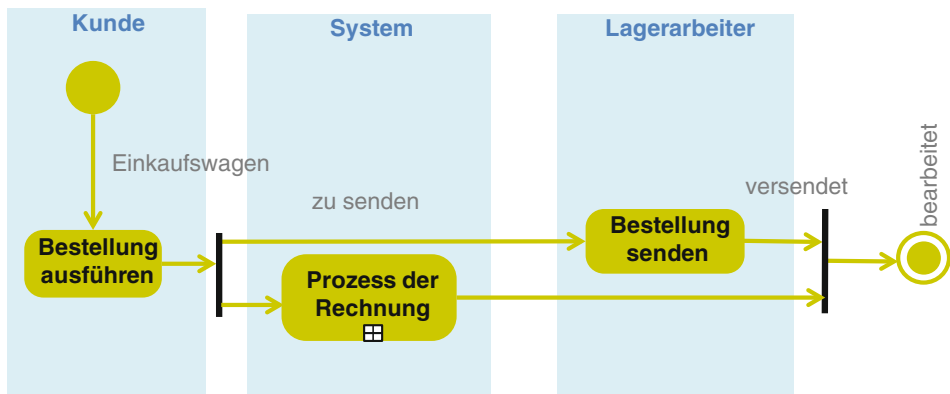 Kunde
System
Lagerarbeiter
Einkaufswagen
zu senden
versendet
bearbeitet
Bestellung
ausführen
Prozess der
Rechnung
Bestellung
senden